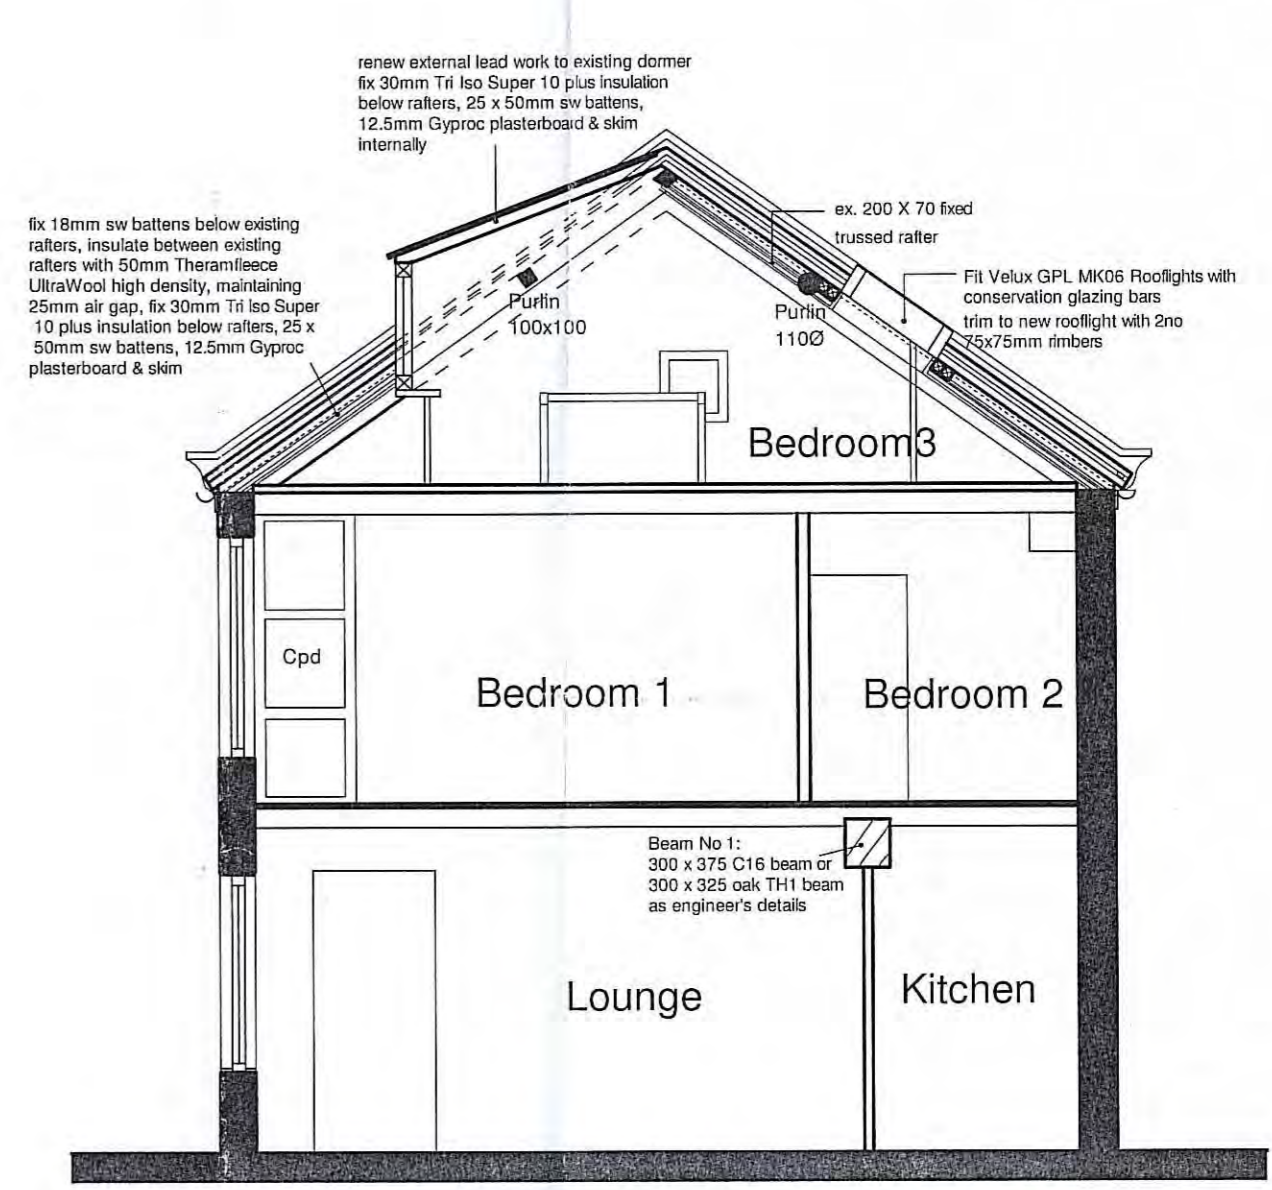 renew external lead work to existing dormer
fix 30mm Tri Iso Super 10 plus insulation
below rafters, 25 x 50mm sw battens,
12.5mm Gyproc plasterboard & skim
internally
fix 18mm sw battens below existing
rafters, insulate between existing
rafters with 50mm Theramfleece
UltraWool high density, maintaining
25mm air gap, fix 30mm Tri Iso Super
10 plus insulation below rafters, 25 x
50mm sw battens, 12.5mm Gyproc
plasterboard & skim
ex. 200 X 70 fixed
trussed rafter
Fit Velux GPL MK06 Rooflights with
conservation glazing bars
trim to new rooflight with 2no
75x75mm rimbers
Purlin
100x100
Purlin
110Ø
Bedroom3
Cpd
Bedroom 1
Bedroom 2
Beam No 1:
300 x 375 C16 beam or
300 x 325 oak TH1 beam
as engineer's details
Lounge
Kitchen